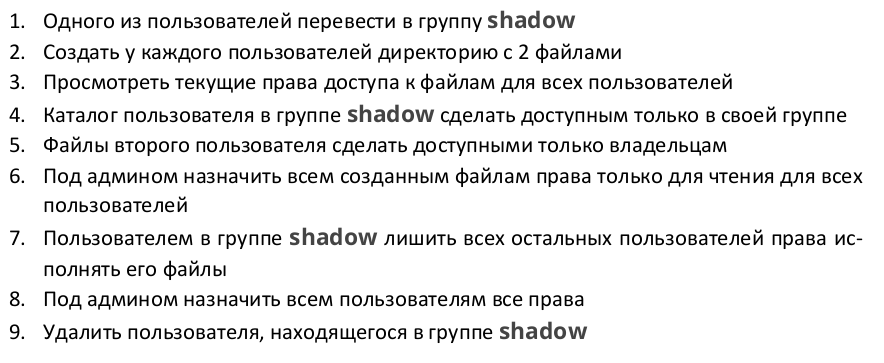 1. Одного из пользователей перевести в группу shadow
2. Создать у каждого пользователей директорию с 2 файлами
3. Просмотреть текущие права доступа к файлам для всех пользователей
4. Каталог пользователя в группе shadow сделать доступным только в своей группе
5. Файлы второго пользователя сделать доступными только владельцам
6. Под админом назначить всем созданным файлам права только для чтения для всех
пользователей
7. Пользователем в группе shadow лишить всех остальных пользователей права ис-
полнять его файлы
8. Под админом назначить всем пользователям все права
9. Удалить пользователя, находящегося в группе shadow